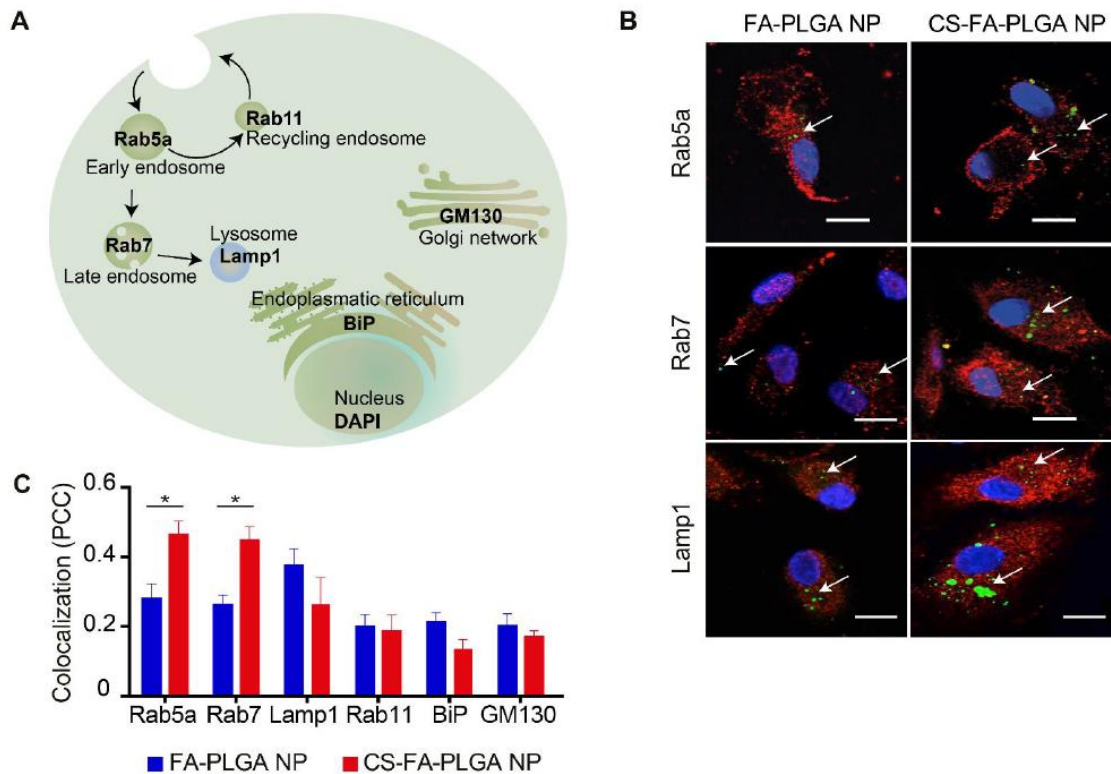 A
Rab5a
Early endosome
Rab11
Recycling endosome
Rab7
Late endosome
Lysosome
Lamp1
GM130
Golgi network
Endoplasmatic reticulum
BiP
Nucleus
DAPI
B
FA-PLGA NP
CS-FA-PLGA NP
Rab5a
Rab7
Lamp1
C
Colocalization (PCC)
0.6
0.4
0.2
0
* *
Rab5a Rab7 Lamp1 Rab11 BiP GM130
FA-PLGA NP CS-FA-PLGA NP